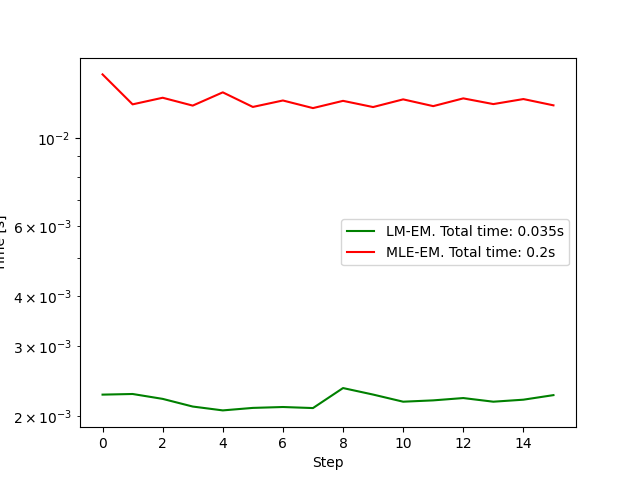 10⁻²
6 × 10⁻³
4 × 10⁻³
3 × 10⁻³
2 × 10⁻³
LM-EM. Total time: 0.035s
MLE-EM. Total time: 0.2s
0 2 4 6 8 10 12 14
Step